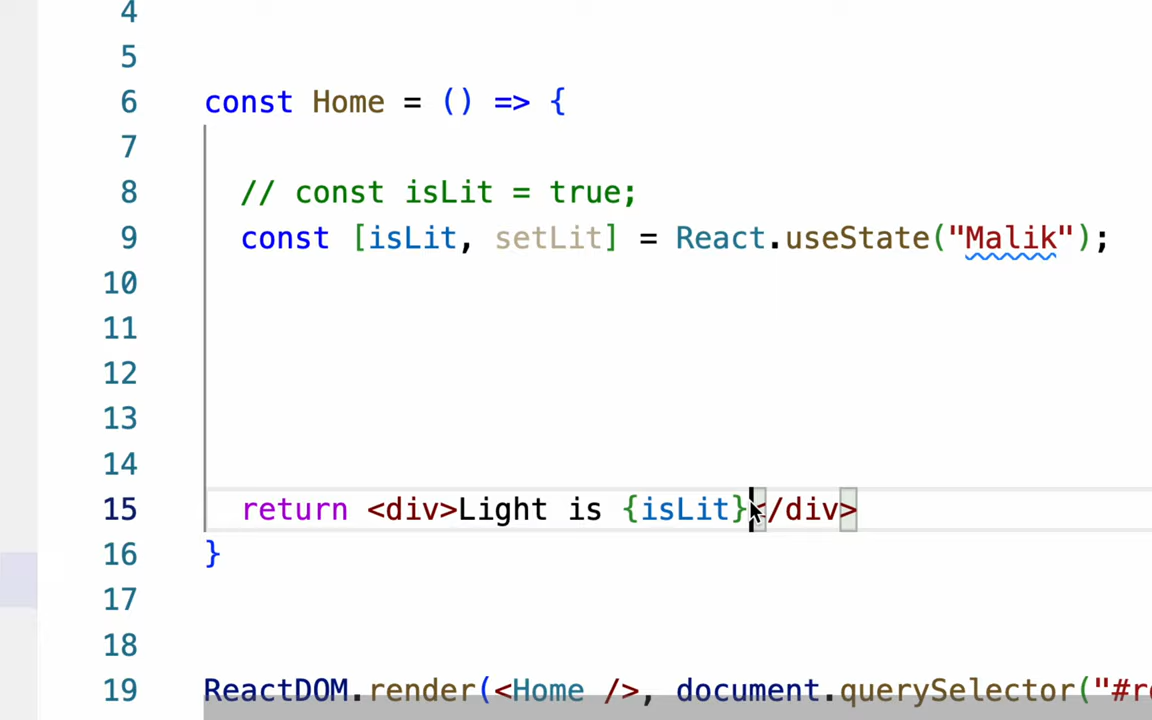 4
5
6 const Home = () => {
7
8 // const isLit = true;
9 const [isLit, setLit] = React.useState("Malik");
10
11
12
13
14
15 return <div>Light is {isLit}</div>
16 }
17
18
19 ReactDOM.render(<Home />, document.querySelector("#r